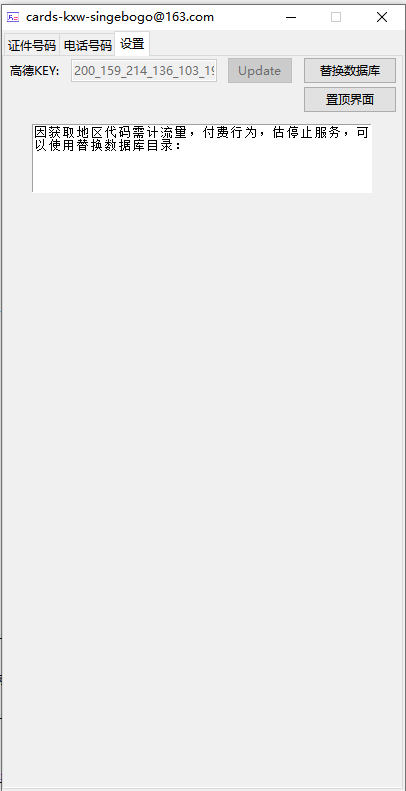 cards-kxw-singebogo@163.com
证件号码 电话号码 设置
高德KEY: 200_159_214_136_103_19 Update 替换数据库
置顶界面
因获取地区代码需计流量，付费行为，估停止服务，可
以使用替换数据库目录：